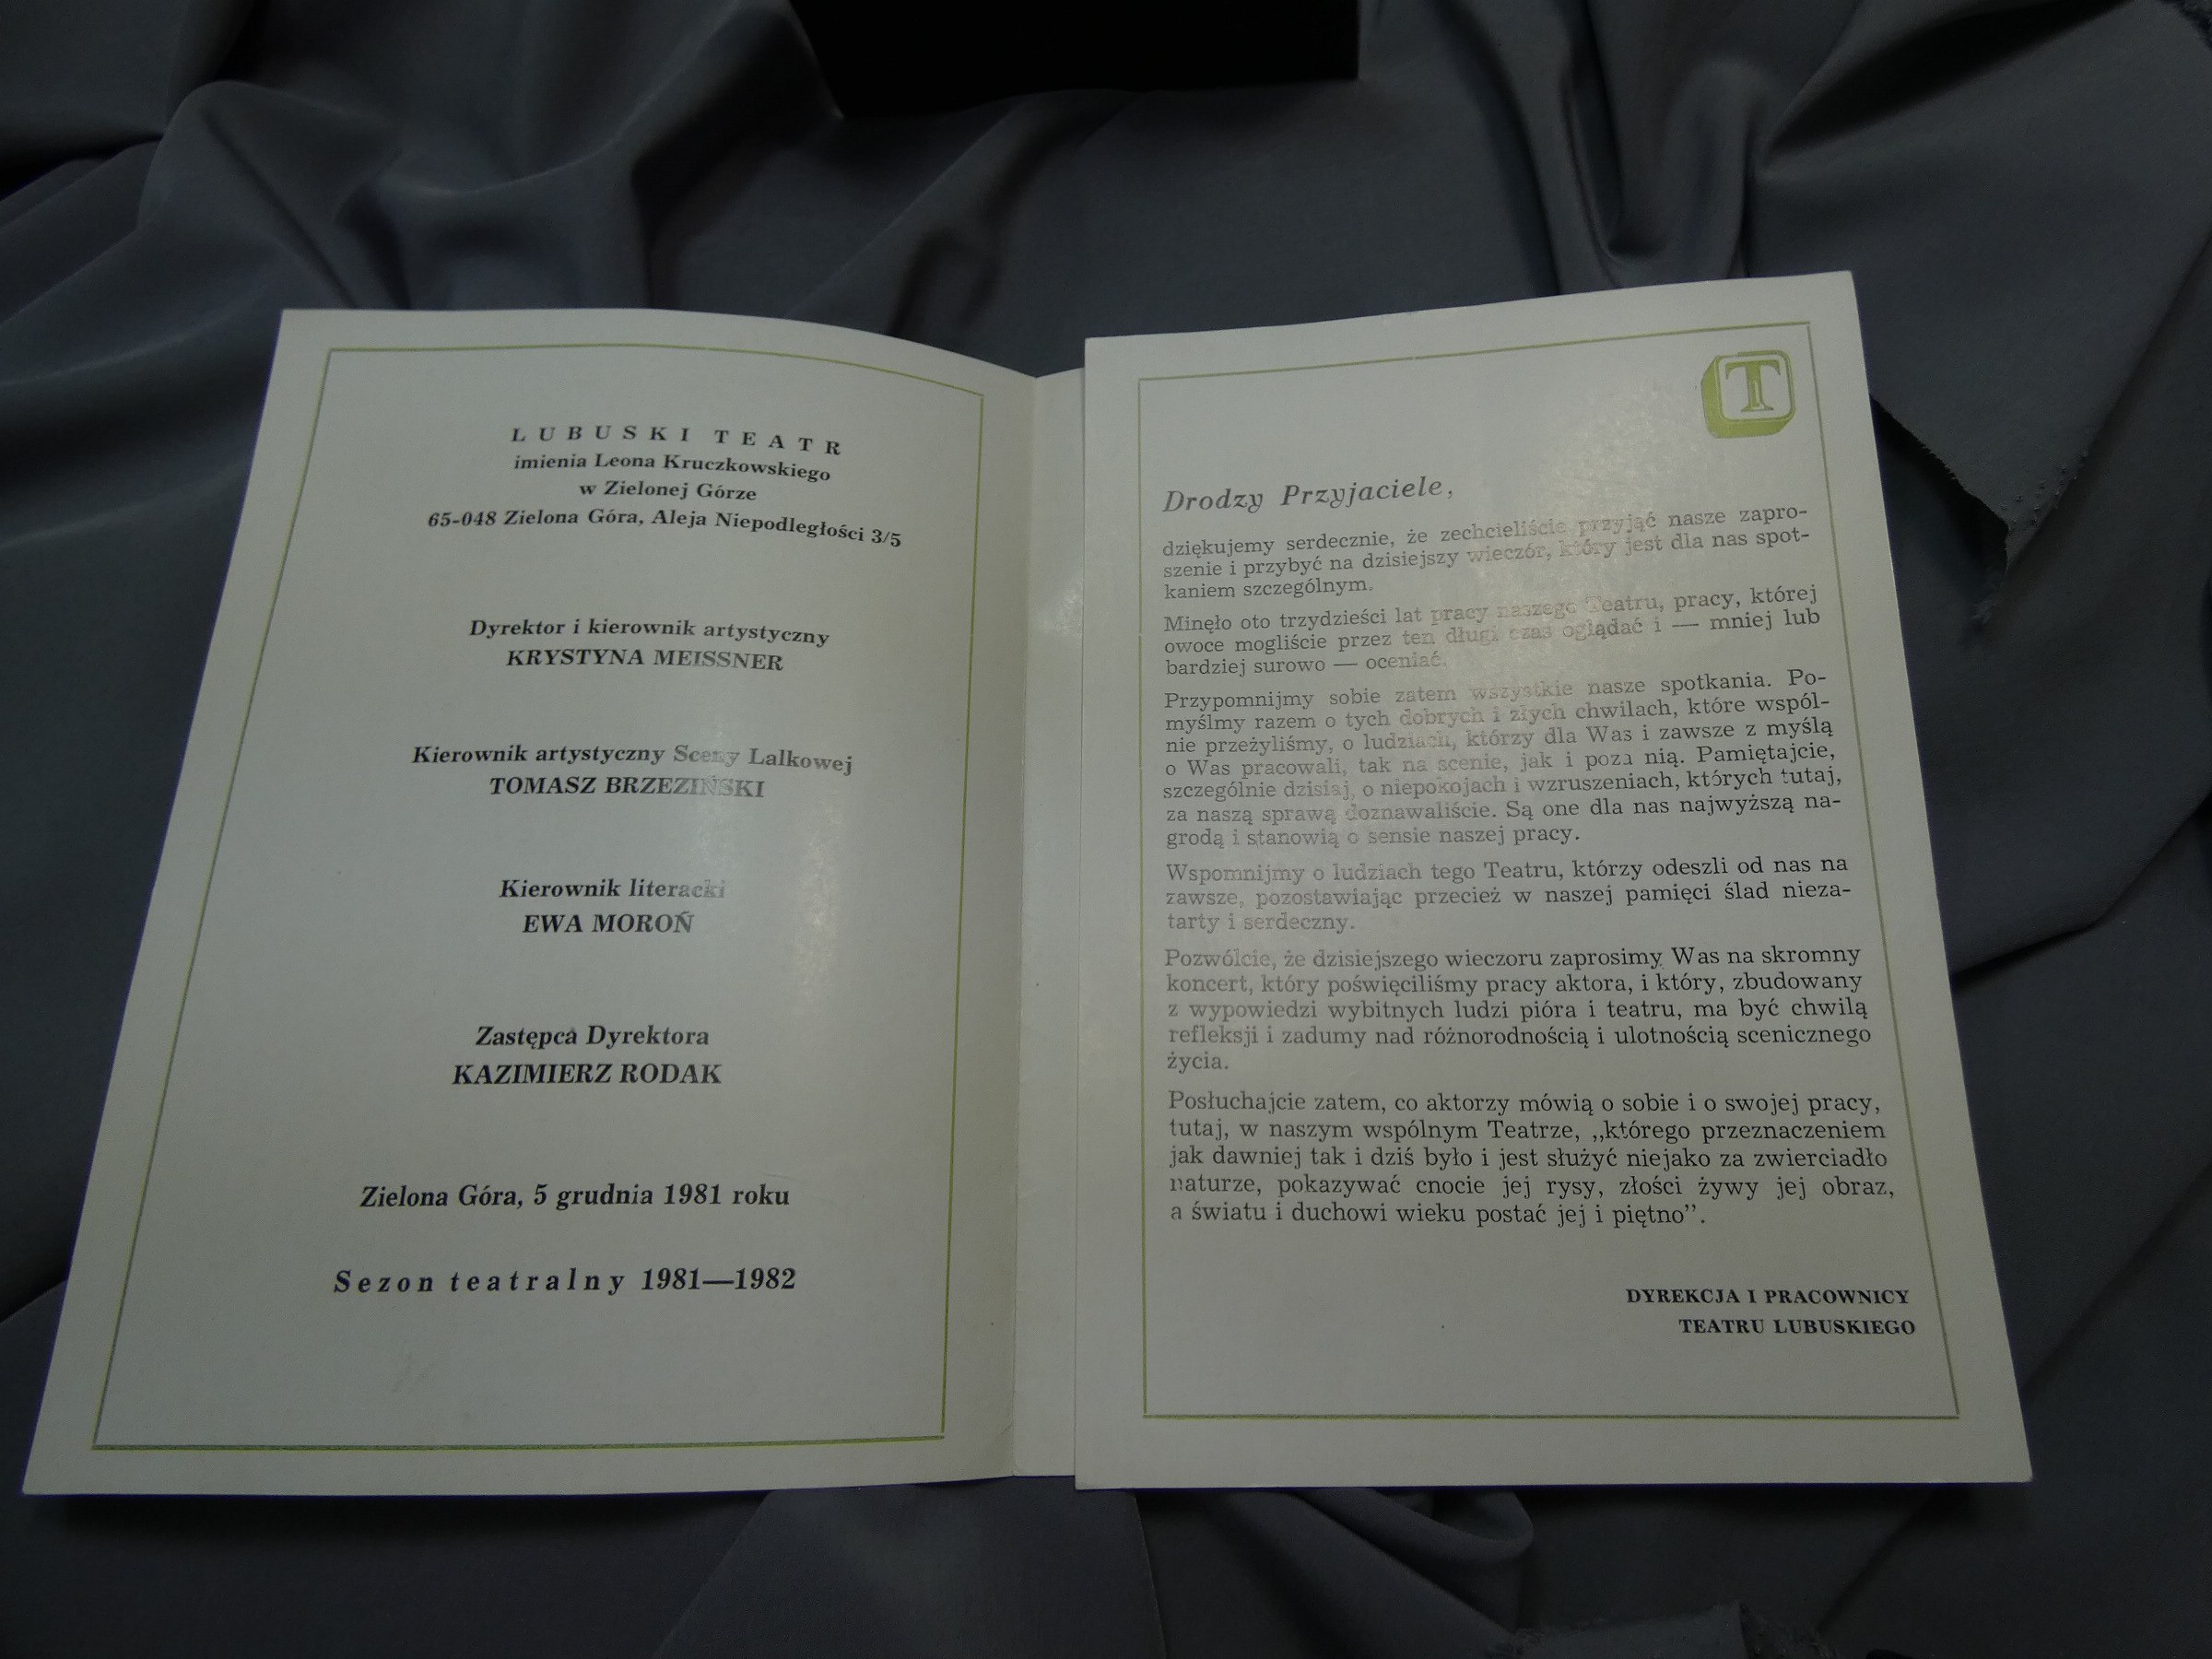 LUBUSKI TEATR
imienia Leona Kruczkowskiego
w Zielonej Górze
65-048 Zielona Góra, Aleja Niepodległości 3/5
Dyrektor i kierownik artystyczny
KRYSTYNA MEISSNER
Kierownik artystyczny Sceny Lalkowej
TOMASZ BRZEZIŃSKI
Kierownik literacki
EWA MOROŃ
Zastępca Dyrektora
KAZIMIERZ RODAK
Zielona Góra, 5 grudnia 1981 roku
Sezon teatralny 1981—1982
T
Drodzy Przyjaciele,
dziękujemy serdecznie, że zechcieliście przyjąć nasze zapro-
szenie i przybyć na dzisiejszy wieczór, który jest dla nas spot-
kaniem szczególnym.
Minęło oto trzydzieści lat pracy naszego Teatru, pracy, której
owoce mogliście przez ten długi czas oglądać i — mniej lub
bardziej surowo — oceniać.
Przypomnijmy sobie zatem wszystkie nasze spotkania. Po-
myślmy razem o tych dobrych i złych chwilach, które wspól-
nie przeżyliśmy, o ludziach, którzy dla Was i zawsze z myślą
o Was pracowali, tak na scenie, jak i poza nią. Pamiętajcie,
szczególnie dzisiaj, o niepokojach i wzruszeniach, których tutaj,
za naszą sprawą doznawaliście. Są one dla nas najwyższą na-
grodą i stanowią o sensie naszej pracy.
Wspomnijmy o ludziach tego Teatru, którzy odeszli od nas na
zawsze, pozostawiając przecież w naszej pamięci ślad nieza-
tarty i serdeczny.
Pozwólcie, że dzisiejszego wieczoru zaprosimy Was na skromny
koncert, który poświęciliśmy pracy aktora, i który, zbudowany
z wypowiedzi wybitnych ludzi pióra i teatru, ma być chwilą
refleksji i zadumy nad różnorodnością i ulotnością scenicznego
życia.
Posłuchajcie zatem, co aktorzy mówią o sobie i o swojej pracy,
tutaj, w naszym wspólnym Teatrze, „którego przeznaczeniem
jak dawniej tak i dziś było i jest służyć niejako za zwierciadło
naturze, pokazywać cnocie jej rysy, złości żywy jej obraz,
a światu i duchowi wieku postać jej i piętno”.
DYREKCJA I PRACOWNICY
TEATRU LUBUSKIEGO